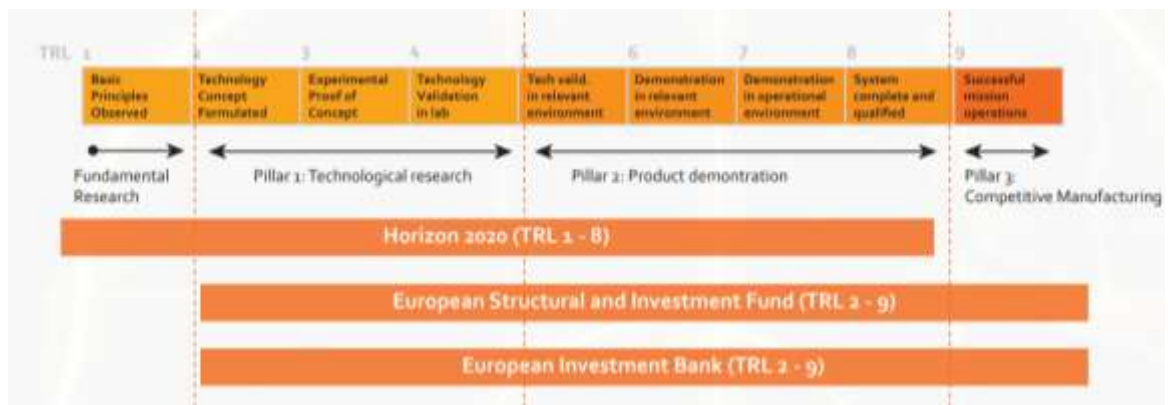 TRL 1 2 3 4 5 6 7 8 9
Basic
Principles
Observed
Technology
Concept
Formulated
Experimental
Proof of
Concept
Technology
Validation
in lab
Tech valid.
in relevant
environment
Demonstration
in relevant
environment
Demonstration
in operational
environment
System
complete and
qualified
Successful
mission
operations
Fundamental
Research
Pillar 1: Technological research
Pillar 2: Product demontration
Pillar 3:
Competitive Manufacturing
Horizon 2020 (TRL 1 - 8)
European Structural and Investment Fund (TRL 2 - 9)
European Investment Bank (TRL 2 - 9)